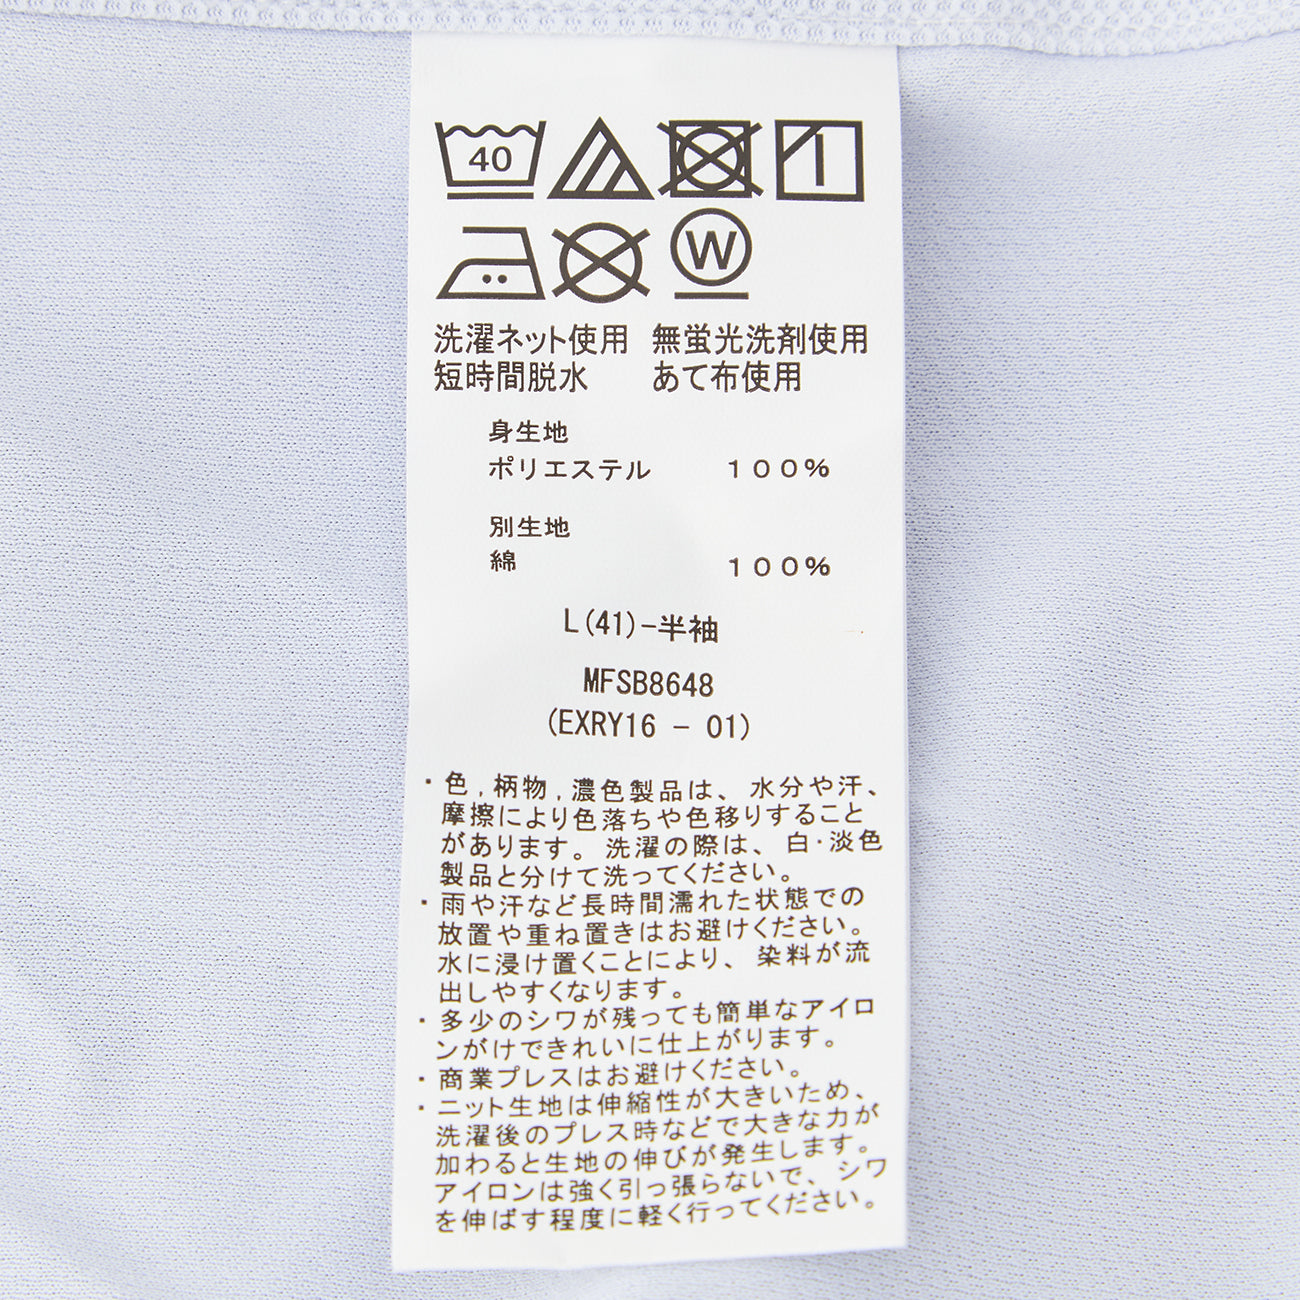 40
W
洗濯ネット使用 無蛍光洗剤使用
短時間脱水 あて布使用
身生地
ポリエステル 100%
別生地
綿 100%
L(41)-半袖
MFSB8648
(EXRY16 - 01)
・色,柄物,濃色製品は、水分や汗、
摩擦により色落ちや色移りすること
があります。洗濯の際は、白・淡色
製品と分けて洗ってください。
・雨や汗など長時間濡れた状態での
放置や重ね置きはお避けください。
水に浸け置くことにより、染料が流
出しやすくなります。
・多少のシワが残っても簡単なアイロ
ンがけできれいに仕上がります。
・商業プレスはお避けください。
・ニット生地は伸縮性が大きいため、
洗濯後のプレス時などで大きな力が
加わると生地の伸びが発生します。
アイロンは強く引っ張らないで、シワ
を伸ばす程度に軽く行ってください。